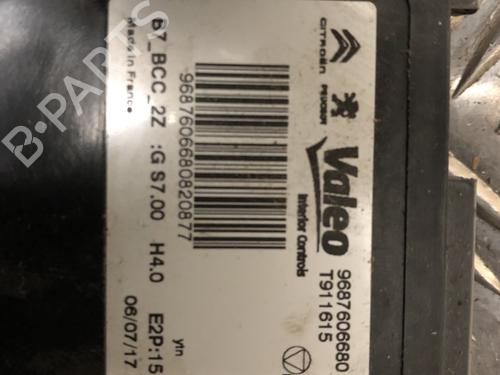 CITROËN
PEUGEOT
Valeo
Interior Controls
9687606680
T911615
9687606680820877
B7_BCC_2Z :G S7.00 H4.0 E2P:15
Made in France
06/07/17
ytn
B-PARTS